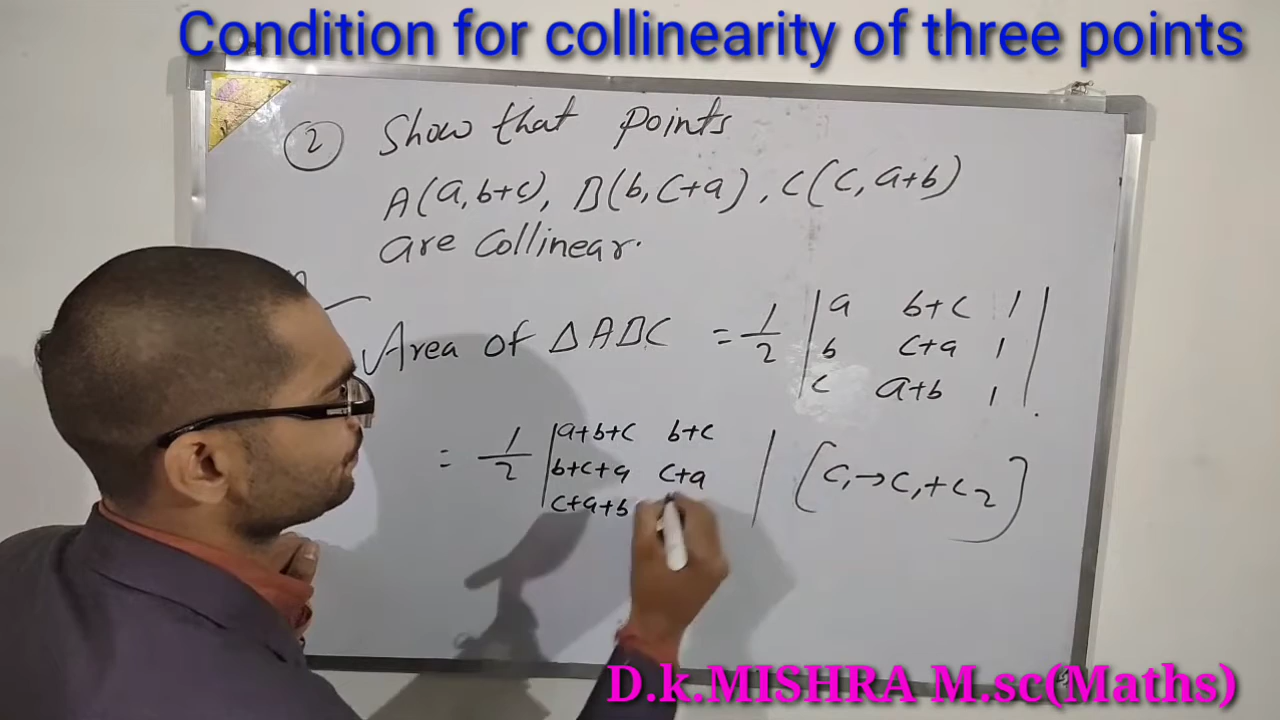 Condition for collinearity of three points
2 Show that points
A(a, b+c), B(b, c+a), C(c, a+b)
are collinear.
Area of ΔABC = 1/2 | a b+c 1 |
b c+a 1
c a+b 1
= 1/2 | a+b+c b+c | (C₁→C₁+C₂)
b+c+a c+a
c+a+b
D.k.MISHRA M.sc(Maths)